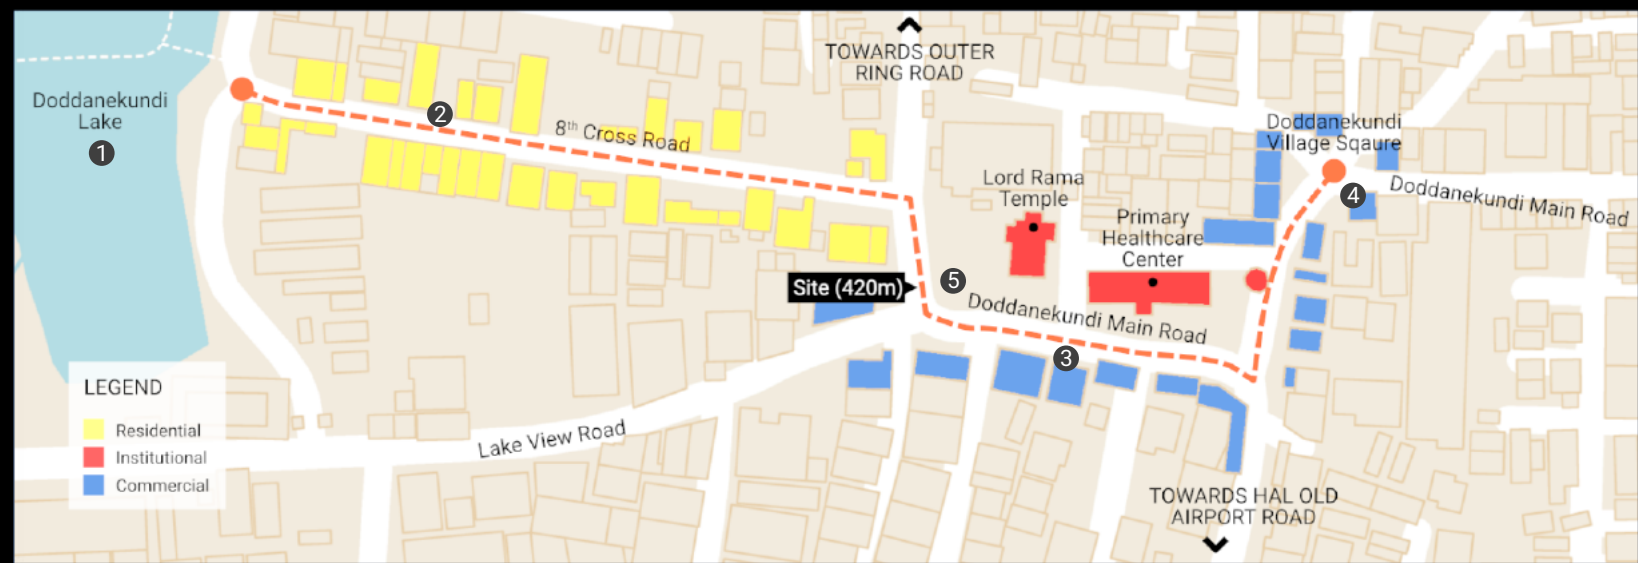 TOWARDS OUTER
RING ROAD
Doddanekundi
Lake
1
2
8th Cross Road
Doddanekundi
Village Sqaure
4
Doddanekundi Main Road
Lord Rama
Temple
Primary
Healthcare
Center
Site (420m)
5
Doddanekundi Main Road
3
LEGEND
Residential
Institutional
Commercial
Lake View Road
TOWARDS HAL OLD
AIRPORT ROAD